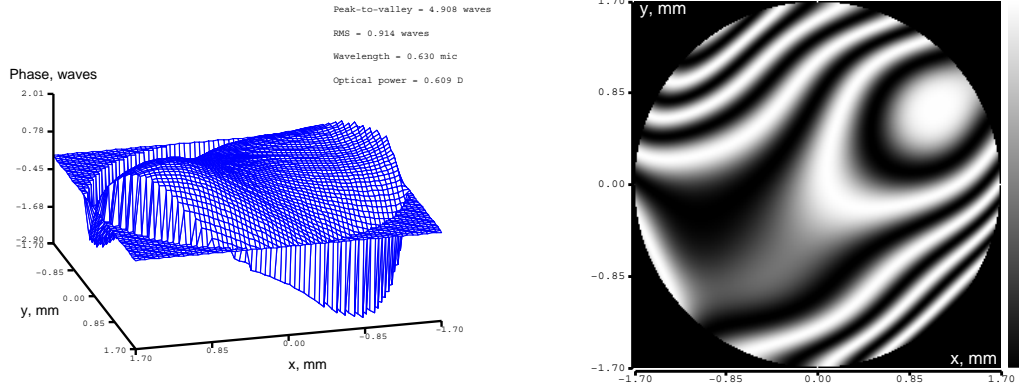 Peak-to-valley = 4.908 waves
RMS = 0.914 waves
Wavelength = 0.630 mic
Optical power = 0.609 D
Phase, waves
2.01
0.78
-0.45
-1.68
-2.90
-1.70
-0.85
0.00
0.85
1.70
y, mm
1.70
0.85
0.00
-0.85
-1.70
x, mm
y, mm
1.70
0.85
0.00
-0.85
-1.70
x, mm
-1.70
-0.85
0.00
0.85
1.70